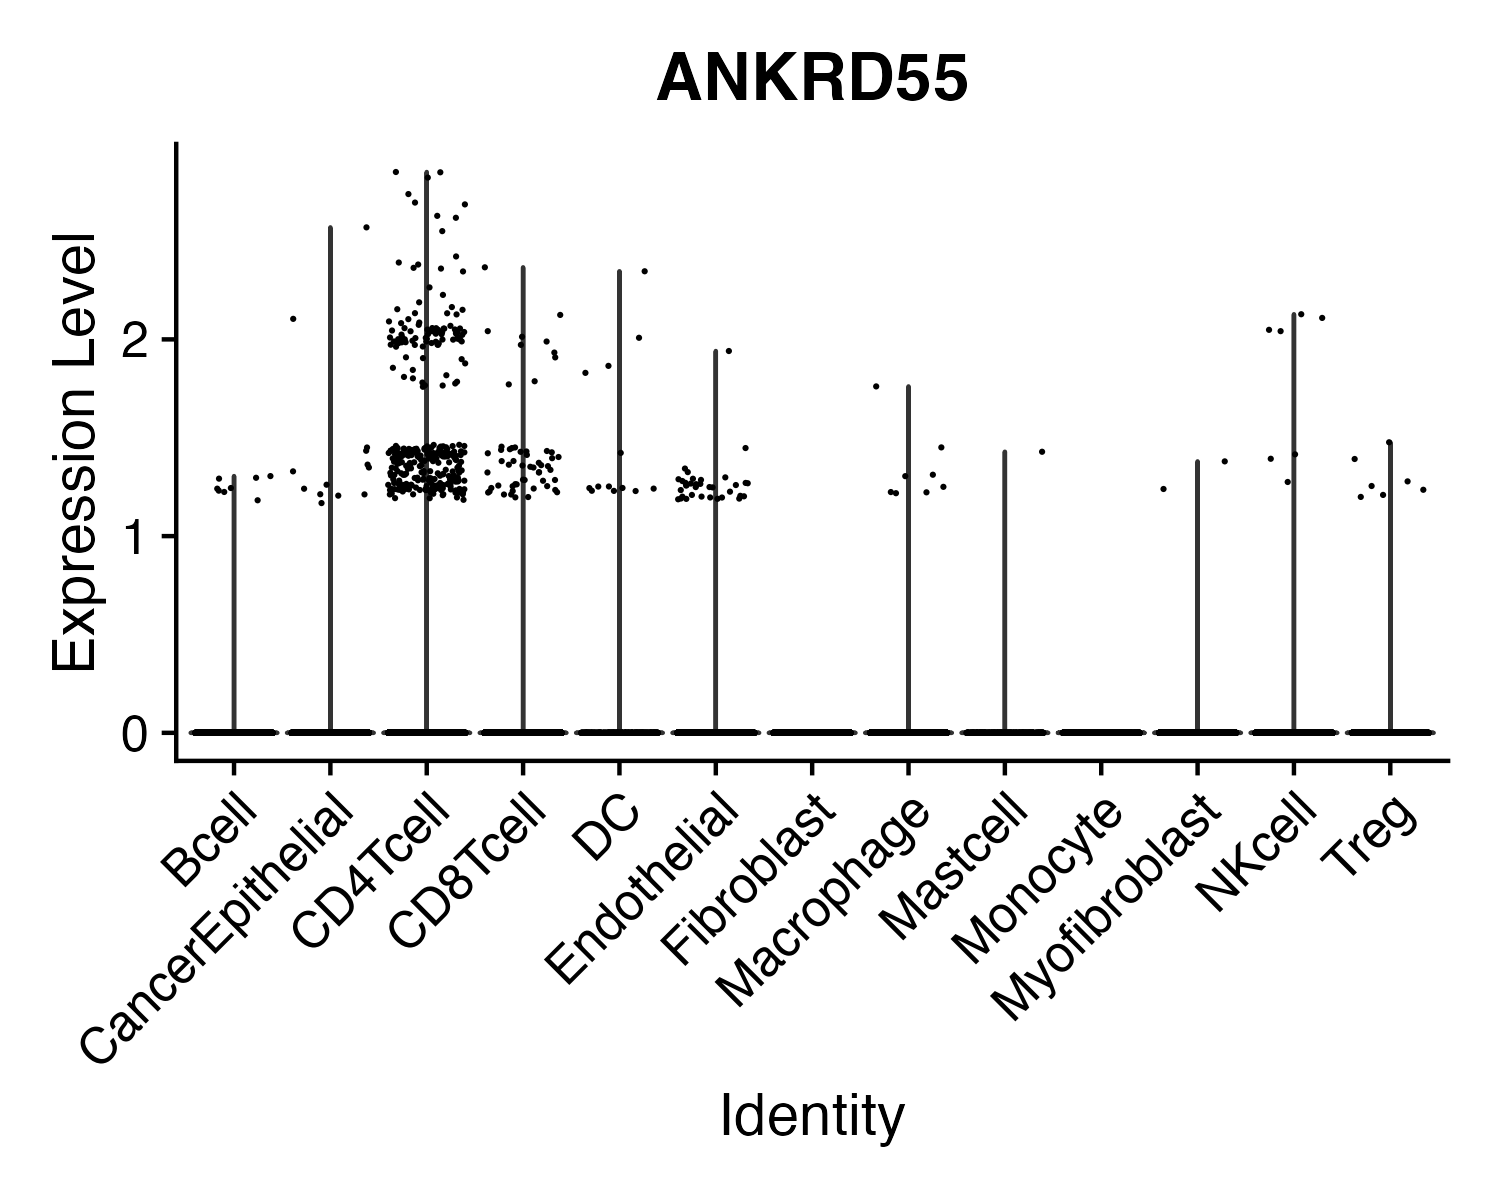 ANKRD55
Expression Level
2
1
0
Bcell
CancerEpithelial
CD4Tcell
CD8Tcell
DC
Endothelial
Fibroblast
Macrophage
Mastcell
Monocyte
Myofibroblast
NKcell
Treg
Identity